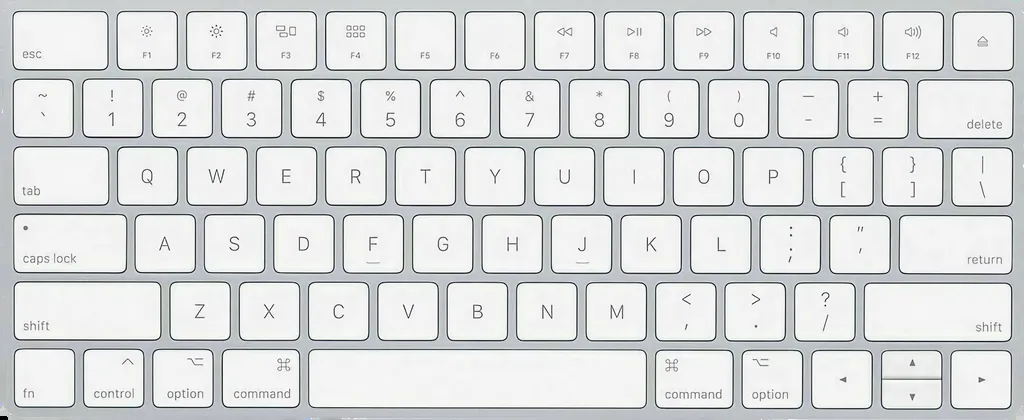 esc F1 F2 F3 F4 F5 F6 F7 F8 F9 F10 F11 F12
~ ! @ # $ % ^ & * ( ) — +
` 1 2 3 4 5 6 7 8 9 0 - =
delete
tab Q W E R T Y U I O P { [ } ] | \
caps lock A S D F G H J K L : ; " ' return
shift Z X C V B N M < , > . ? / shift
fn control option command command option